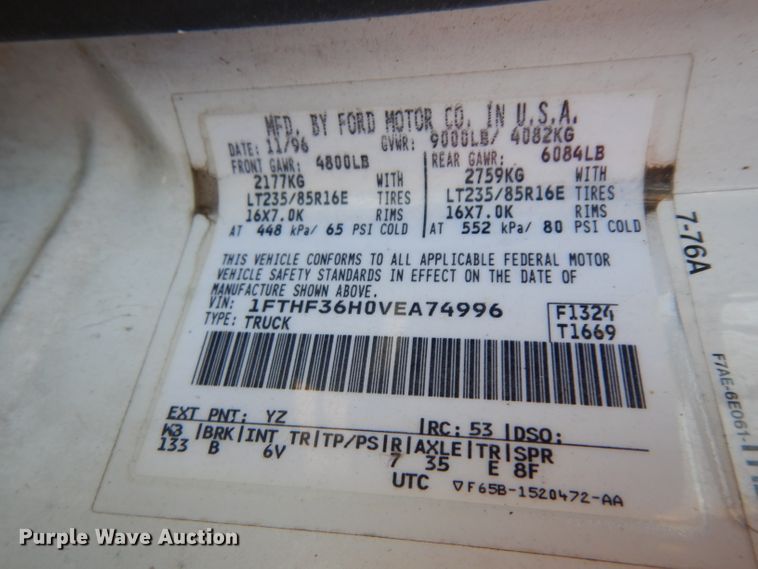 MFD. BY FORD MOTOR CO. IN U.S.A.
DATE: 11/96 GVWR: 9000LB/ 4082KG
FRONT GAWR: 4800LB REAR GAWR: 6084LB
2177KG WITH 2759KG WITH
LT235/85R16E TIRES LT235/85R16E TIRES
16X7.0K RIMS 16X7.0K RIMS
AT 448 kPa/ 65 PSI COLD AT 552 kPa/ 80 PSI COLD
THIS VEHICLE CONFORMS TO ALL APPLICABLE FEDERAL MOTOR
VEHICLE SAFETY STANDARDS IN EFFECT ON THE DATE OF
MANUFACTURE SHOWN ABOVE.
VIN: 1FTHF36H0VEA74996 F1324
TYPE: TRUCK T1669
EXT PNT: YZ RC: 53 DSO:
WB BRK INT TR TP/PS R AXLE TR SPR
133 B 6V 7 35 E 8F
UTC ▽F65B-1520472-AA
7-76A
F7AE-6E061-
Purple Wave Auction